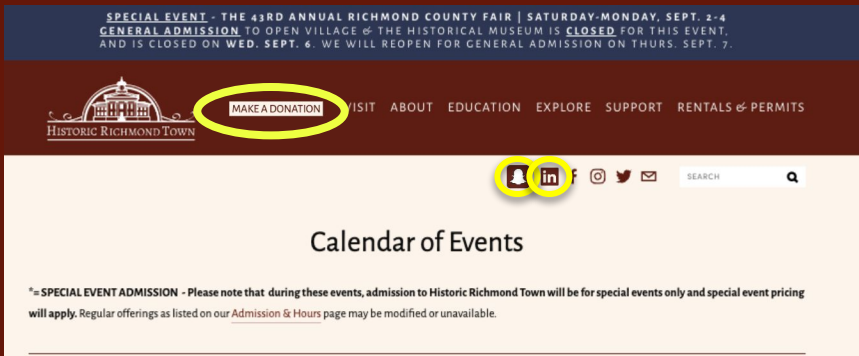 SPECIAL EVENT - THE 43RD ANNUAL RICHMOND COUNTY FAIR | SATURDAY-MONDAY, SEPT. 2-4
GENERAL ADMISSION TO OPEN VILLAGE & THE HISTORICAL MUSEUM IS CLOSED FOR THIS EVENT,
AND IS CLOSED ON WED. SEPT. 6. WE WILL REOPEN FOR GENERAL ADMISSION ON THURS. SEPT. 7.
HISTORIC RICHMOND TOWN
MAKE A DONATION VISIT ABOUT EDUCATION EXPLORE SUPPORT RENTALS & PERMITS
in f SEARCH
Calendar of Events
*= SPECIAL EVENT ADMISSION - Please note that during these events, admission to Historic Richmond Town will be for special events only and special event pricing
will apply. Regular offerings as listed on our Admission & Hours page may be modified or unavailable.